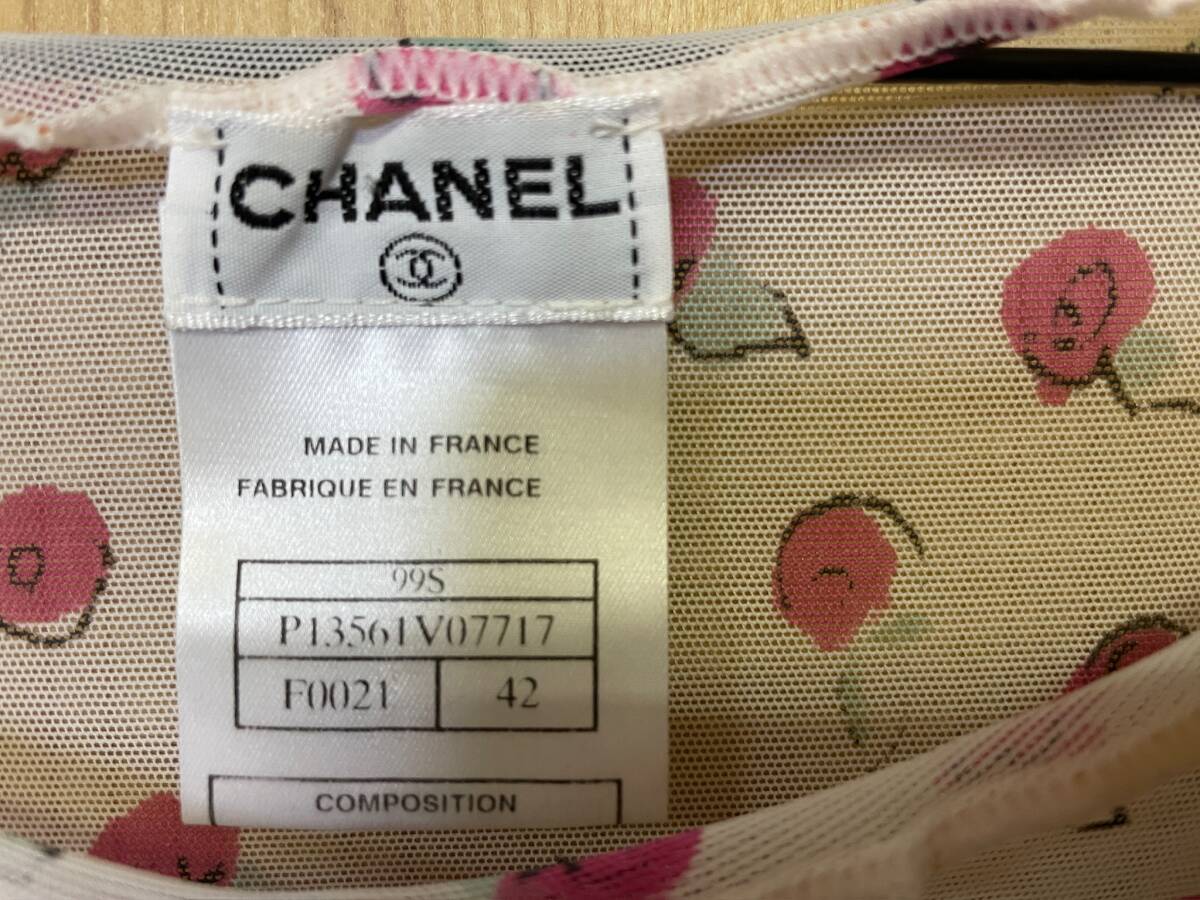 CHANEL
MADE IN FRANCE
FABRIQUE EN FRANCE
99S
P13561V07717
F0021 42
COMPOSITION